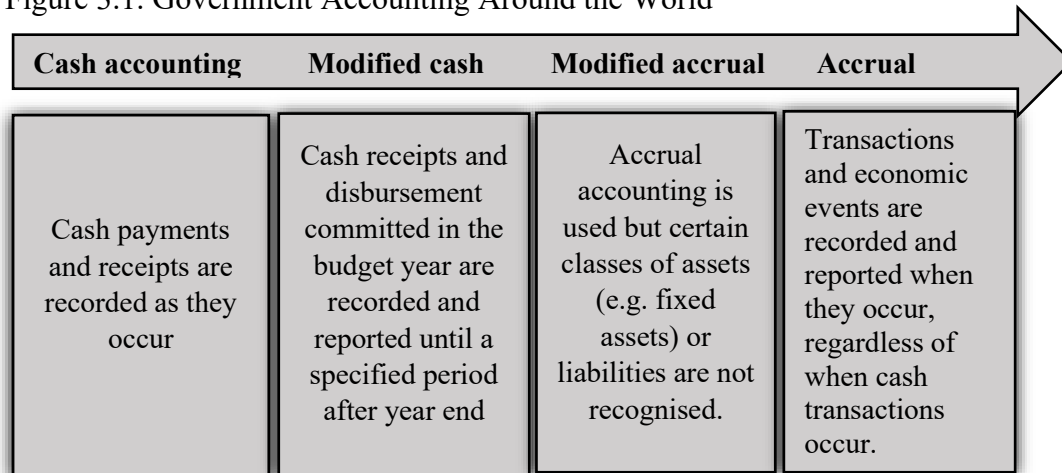 Figure 3.1: Government Accounting Around the World
Cash accounting
Modified cash
Modified accrual
Accrual
Cash payments
and receipts are
recorded as they
occur
Cash receipts and
disbursement
committed in the
budget year are
recorded and
reported until a
specified period
after year end
Accrual
accounting is
used but certain
classes of assets
(e.g. fixed
assets) or
liabilities are not
recognised.
Transactions
and economic
events are
recorded and
reported when
they occur,
regardless of
when cash
transactions
occur.